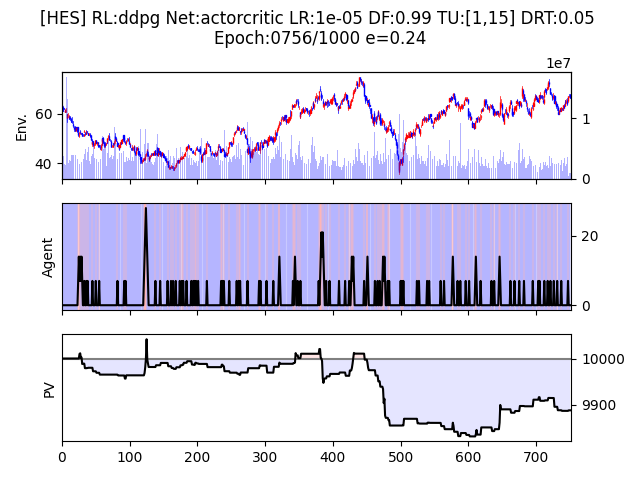 [HES] RL:ddpg Net:actorcritic LR:1e-05 DF:0.99 TU:[1,15] DRT:0.05
Epoch:0756/1000 e=0.24
1e7
Env.
60
40
1
0
Agent
20
0
PV
10000
9900
0 100 200 300 400 500 600 700